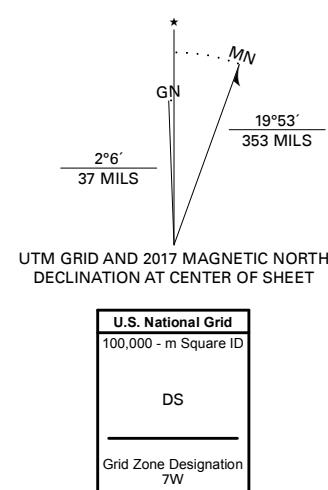 ★
MN
GN
19°53´
353 MILS
2°6´
37 MILS
UTM GRID AND 2017 MAGNETIC NORTH
DECLINATION AT CENTER OF SHEET
U.S. National Grid
100,000 - m Square ID
DS
Grid Zone Designation
7W